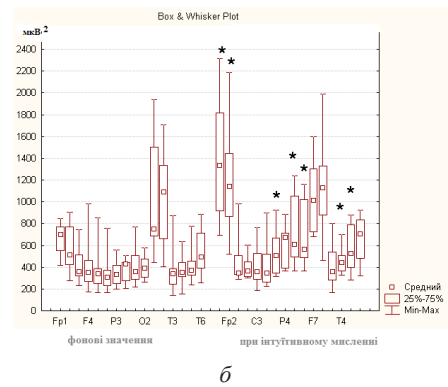 Box & Whisker Plot
мкВ²
2400
2200
2000
1800
1600
1400
1200
1000
800
600
400
200
0
* * * * * * *
Fp1 F4 P3 O2 T3 T6 Fp2 C3 P4 F7 T4
фонові значення при інтуїтивному мисленні
Средний
25%-75%
Min-Max
б